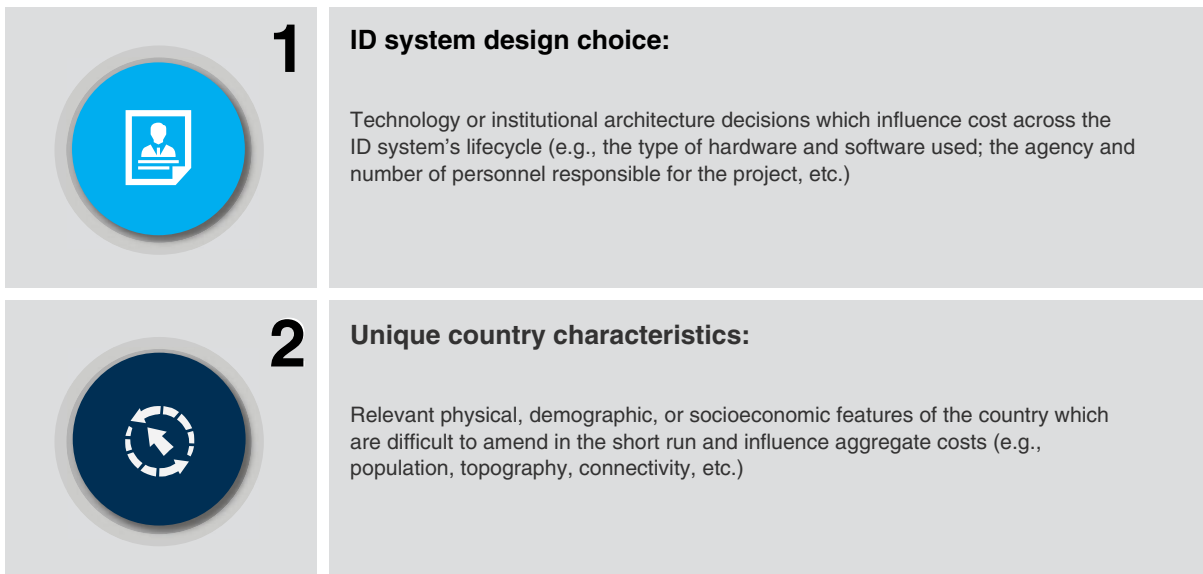 1
ID system design choice:
Technology or institutional architecture decisions which influence cost across the
ID system’s lifecycle (e.g., the type of hardware and software used; the agency and
number of personnel responsible for the project, etc.)
2
Unique country characteristics:
Relevant physical, demographic, or socioeconomic features of the country which
are difficult to amend in the short run and influence aggregate costs (e.g.,
population, topography, connectivity, etc.)